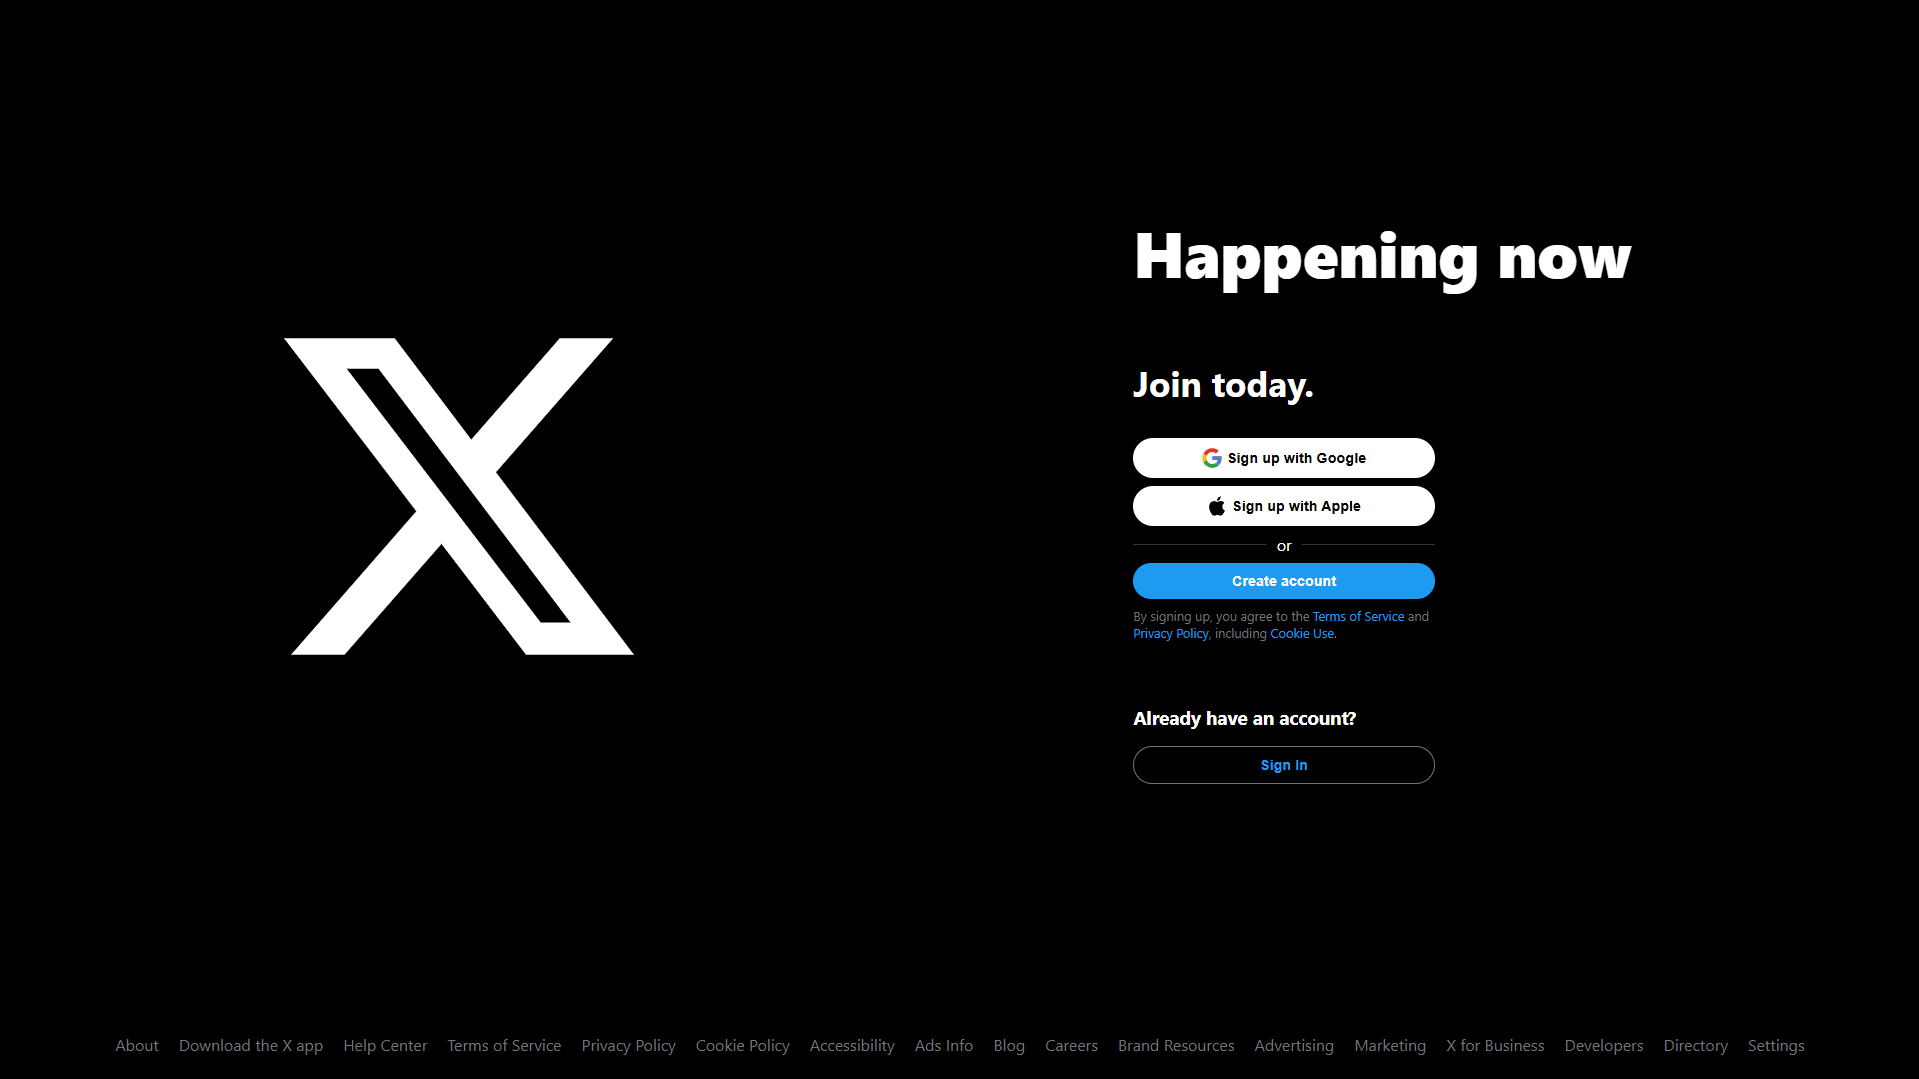 Happening now
Join today.
Sign up with Google
Sign up with Apple
or
Create account
By signing up, you agree to the Terms of Service and
Privacy Policy, including Cookie Use.
Already have an account?
Sign In
About Download the X app Help Center Terms of Service Privacy Policy Cookie Policy Accessibility Ads Info Blog Careers Brand Resources Advertising Marketing X for Business Developers Directory Settings